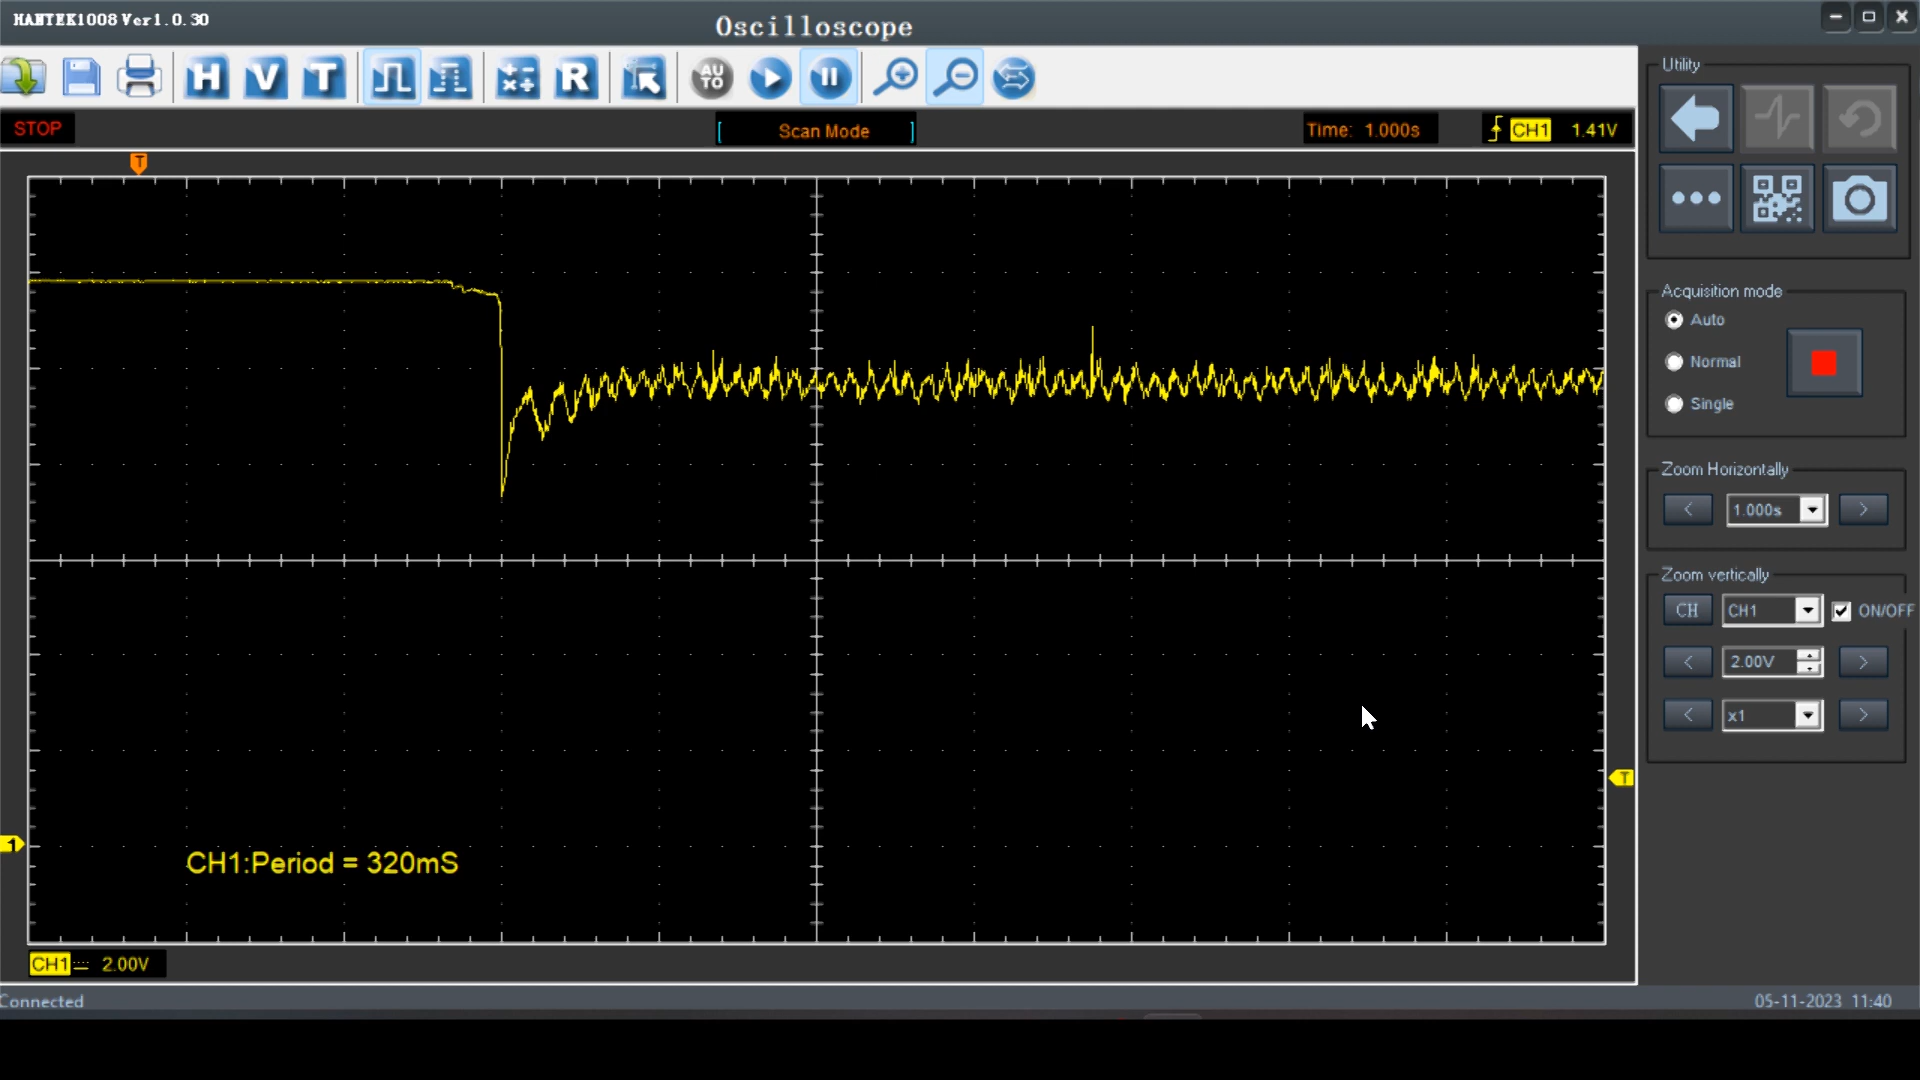 HANTEK1008 Ver1.0.30
Oscilloscope
H V T R AUTO
STOP
[ Scan Mode ]
Time: 1.000s
CH1 1.41V
T
T
1
CH1:Period = 320mS
CH1 2.00V
Connected
Utility
Acquisition mode
Auto
Normal
Single
Zoom Horizontally
< 1.000s >
Zoom vertically
CH CH1 ON/OFF
< 2.00V >
< x1 >
05-11-2023 11:40